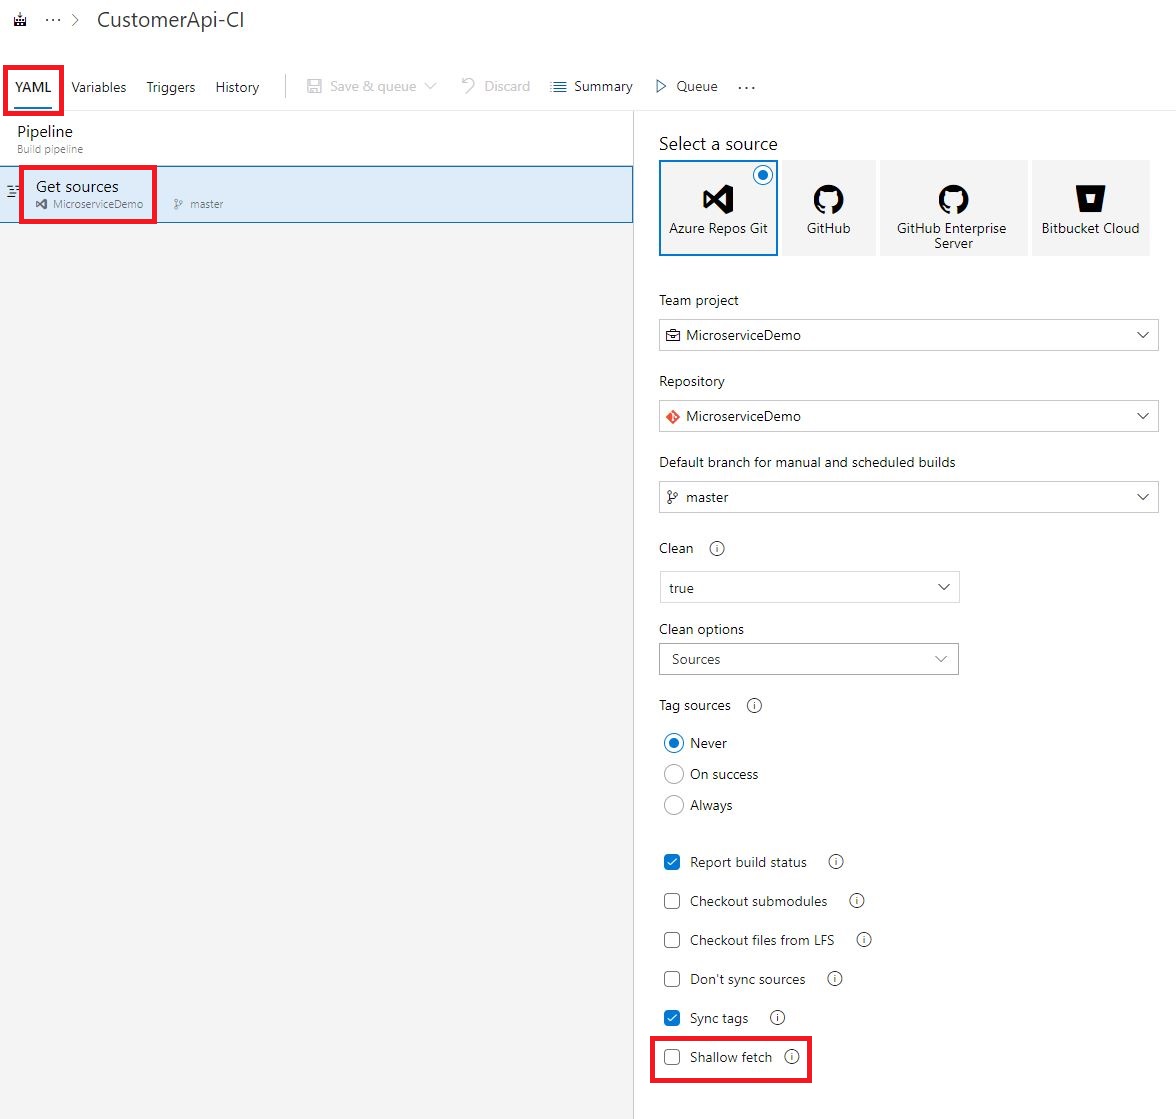 ··· > CustomerApi-CI
YAML Variables Triggers History Save & queue Discard Summary Queue ···
Pipeline
Build pipeline
Get sources
MicroserviceDemo master
Select a source
Azure Repos Git
GitHub
GitHub Enterprise
Server
Bitbucket Cloud
Team project
MicroserviceDemo
Repository
MicroserviceDemo
Default branch for manual and scheduled builds
master
Clean
true
Clean options
Sources
Tag sources
Never
On success
Always
Report build status
Checkout submodules
Checkout files from LFS
Don't sync sources
Sync tags
Shallow fetch